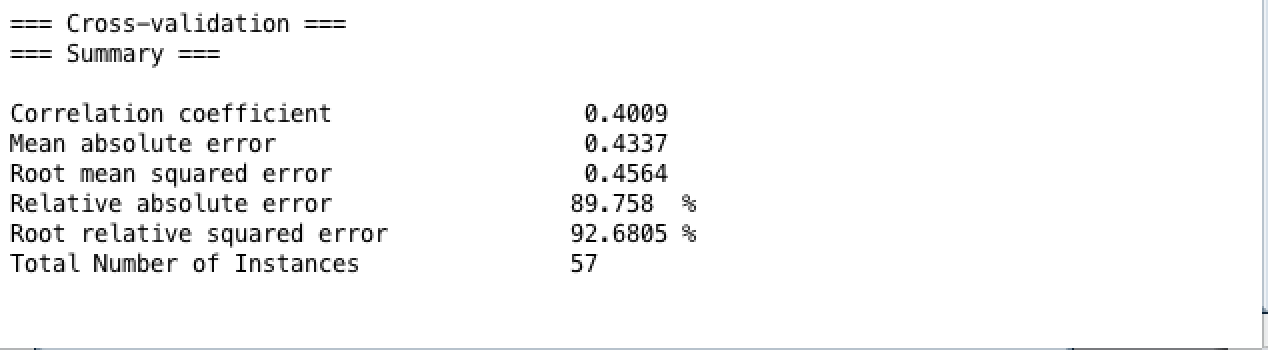 === Cross-validation ===
=== Summary ===
Correlation coefficient 0.4009
Mean absolute error 0.4337
Root mean squared error 0.4564
Relative absolute error 89.758 %
Root relative squared error 92.6805 %
Total Number of Instances 57